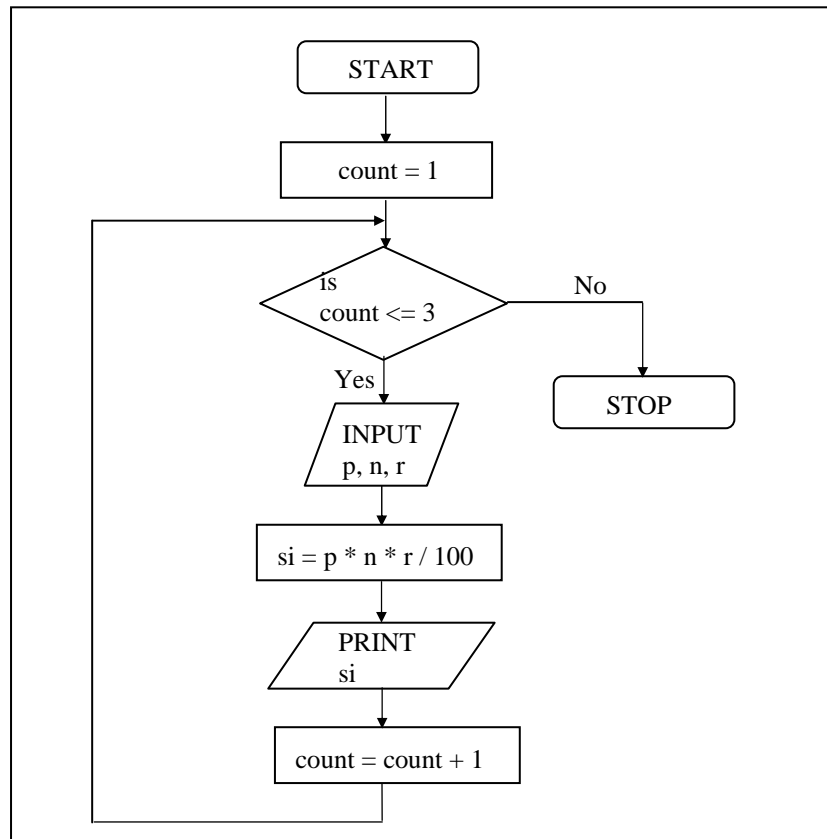 START
count = 1
is
count <= 3
No
Yes
STOP
INPUT
p, n, r
si = p * n * r / 100
PRINT
si
count = count + 1